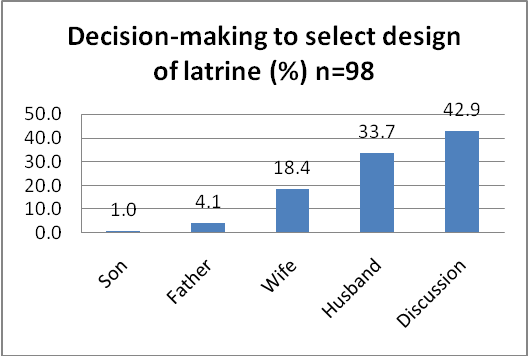 Decision-making to select design
of latrine (%) n=98
50.0
40.0
30.0
20.0
10.0
0.0
1.0
4.1
18.4
33.7
42.9
Son
Father
Wife
Husband
Discussion